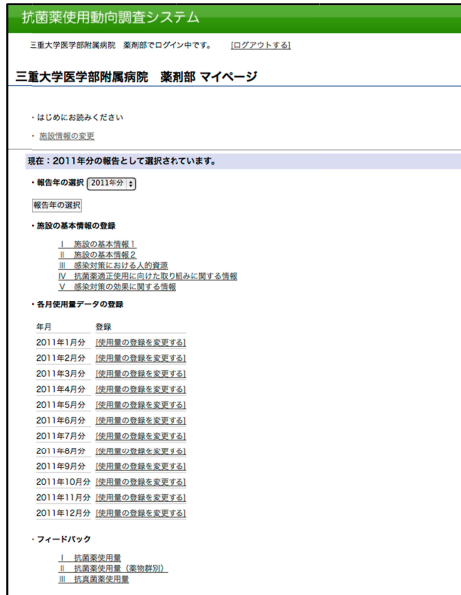 抗菌薬使用動向調査システム
三重大学医学部附属病院　薬剤部でログイン中です。　[ログアウトする]
三重大学医学部附属病院　薬剤部 マイページ
・はじめにお読みください
・ 施設情報の変更
現在：2011年分の報告として選択されています。
・報告年の選択 2011年分
報告年の選択
・施設の基本情報の登録
Ⅰ　施設の基本情報１
Ⅱ　施設の基本情報２
Ⅲ　感染対策における人的資源
Ⅳ　抗菌薬適正使用に向けた取り組みに関する情報
Ⅴ　感染対策の効果に関する情報
・各月使用量データの登録
年月　登録
2011年1月分　[使用量の登録を変更する]
2011年2月分　[使用量の登録を変更する]
2011年3月分　[使用量の登録を変更する]
2011年4月分　[使用量の登録を変更する]
2011年5月分　[使用量の登録を変更する]
2011年6月分　[使用量の登録を変更する]
2011年7月分　[使用量の登録を変更する]
2011年8月分　[使用量の登録を変更する]
2011年9月分　[使用量の登録を変更する]
2011年10月分　[使用量の登録を変更する]
2011年11月分　[使用量の登録を変更する]
2011年12月分　[使用量の登録を変更する]
・フィードバック
Ⅰ　抗菌薬使用量
Ⅱ　抗菌薬使用量（薬物群別）
Ⅲ　抗真菌薬使用量